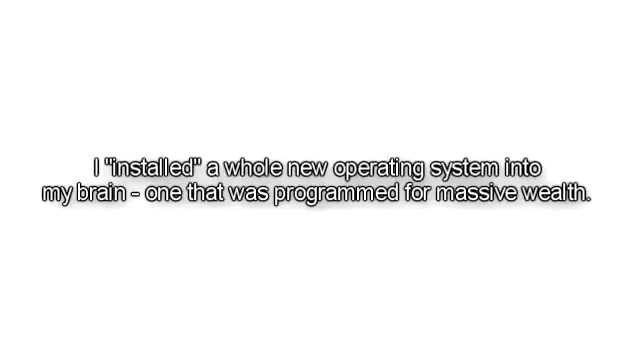 I "installed" a whole new operating system into
my brain - one that was programmed for massive wealth.